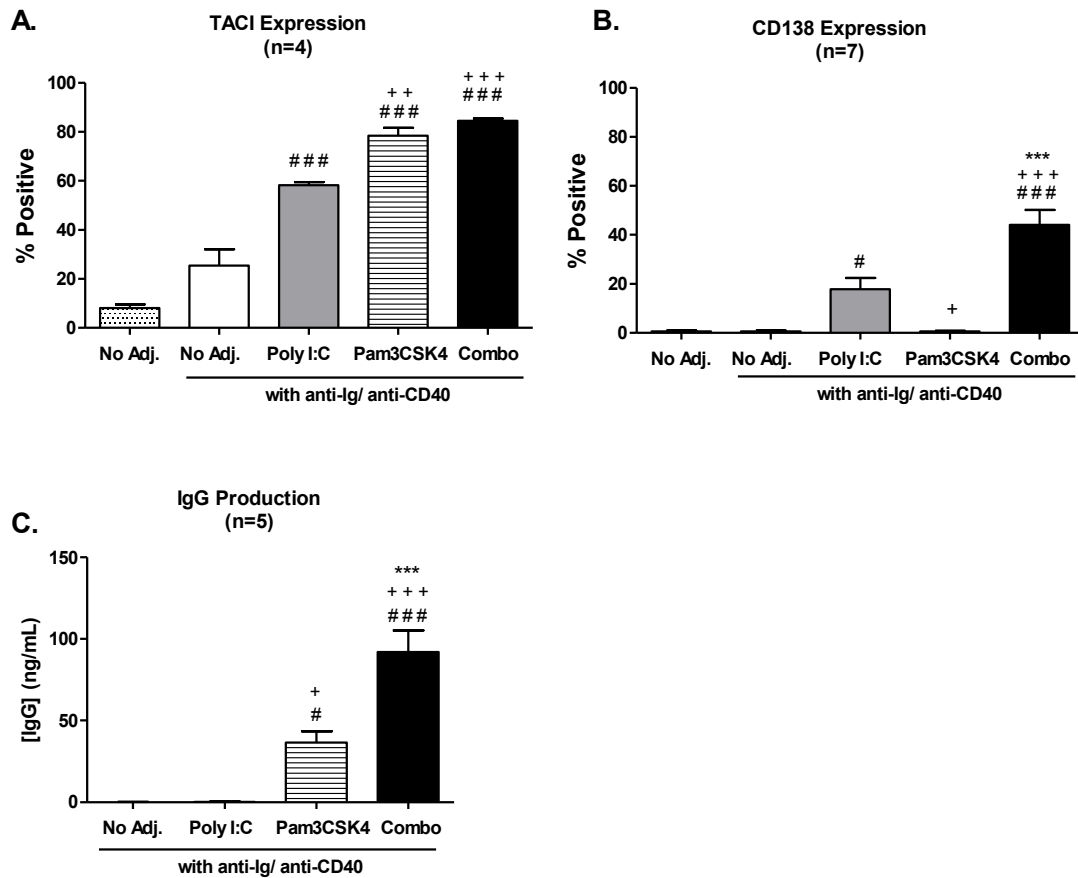 A.
TACI Expression
(n=4)
100
80
60
40
20
0
% Positive
+ +
# # #
+ + +
# # #
# # #
No Adj.
No Adj.
Poly I:C
Pam3CSK4
Combo
with anti-Ig/ anti-CD40
B.
CD138 Expression
(n=7)
100
80
60
40
20
0
% Positive
***
+ + +
# # #
#
+
No Adj.
No Adj.
Poly I:C
Pam3CSK4
Combo
with anti-Ig/ anti-CD40
C.
IgG Production
(n=5)
150
100
50
0
[IgG] (ng/mL)
***
+ + +
# # #
+
#
No Adj.
Poly I:C
Pam3CSK4
Combo
with anti-Ig/ anti-CD40